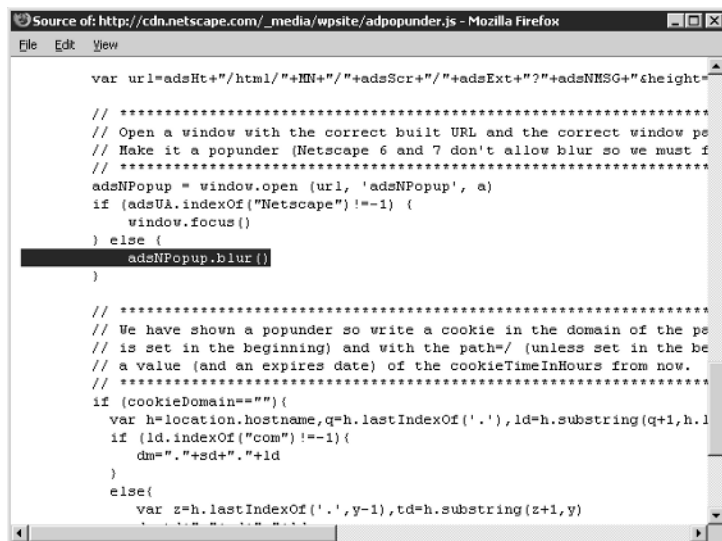 Source of: http://cdn.netscape.com/_media/wpsite/adpopunder.js - Mozilla Firefox
File Edit View
var url=adsHt+"/html/"+MN+"/"+adsScr+"/"+adsExt+"?"+adsNMSG+"&height=
// ******************************************************************
// Open a window with the correct built URL and the correct window pa
// Make it a popunder (Netscape 6 and 7 don't allow blur so we must f
// ******************************************************************
adsNPopup = window.open (url, 'adsNPopup', a)
if (adsUA.indexOf("Netscape")!=-1) {
window.focus()
} else {
adsNPopup.blur()
}
// ******************************************************************
// We have shown a popunder so write a cookie in the domain of the pa
// is set in the beginning) and with the path=/ (unless set in the be
// a value (and an expires date) of the cookieTimeInHours from now.
// ******************************************************************
if (cookieDomain==""){
var h=location.hostname,q=h.lastIndexOf('.'),ld=h.substring(q+1,h.l
if (ld.indexOf("com")!=-1){
dm="."+sd+"."+ld
}
else{
var z=h.lastIndexOf('.',y-1),td=h.substring(z+1,y)